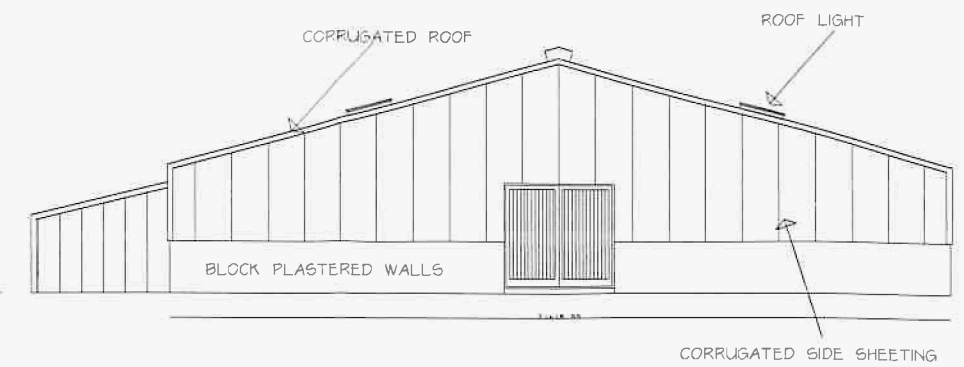 ROOF LIGHT
CORRUGATED ROOF
BLOCK PLASTERED WALLS
CORRUGATED SIDE SHEETING